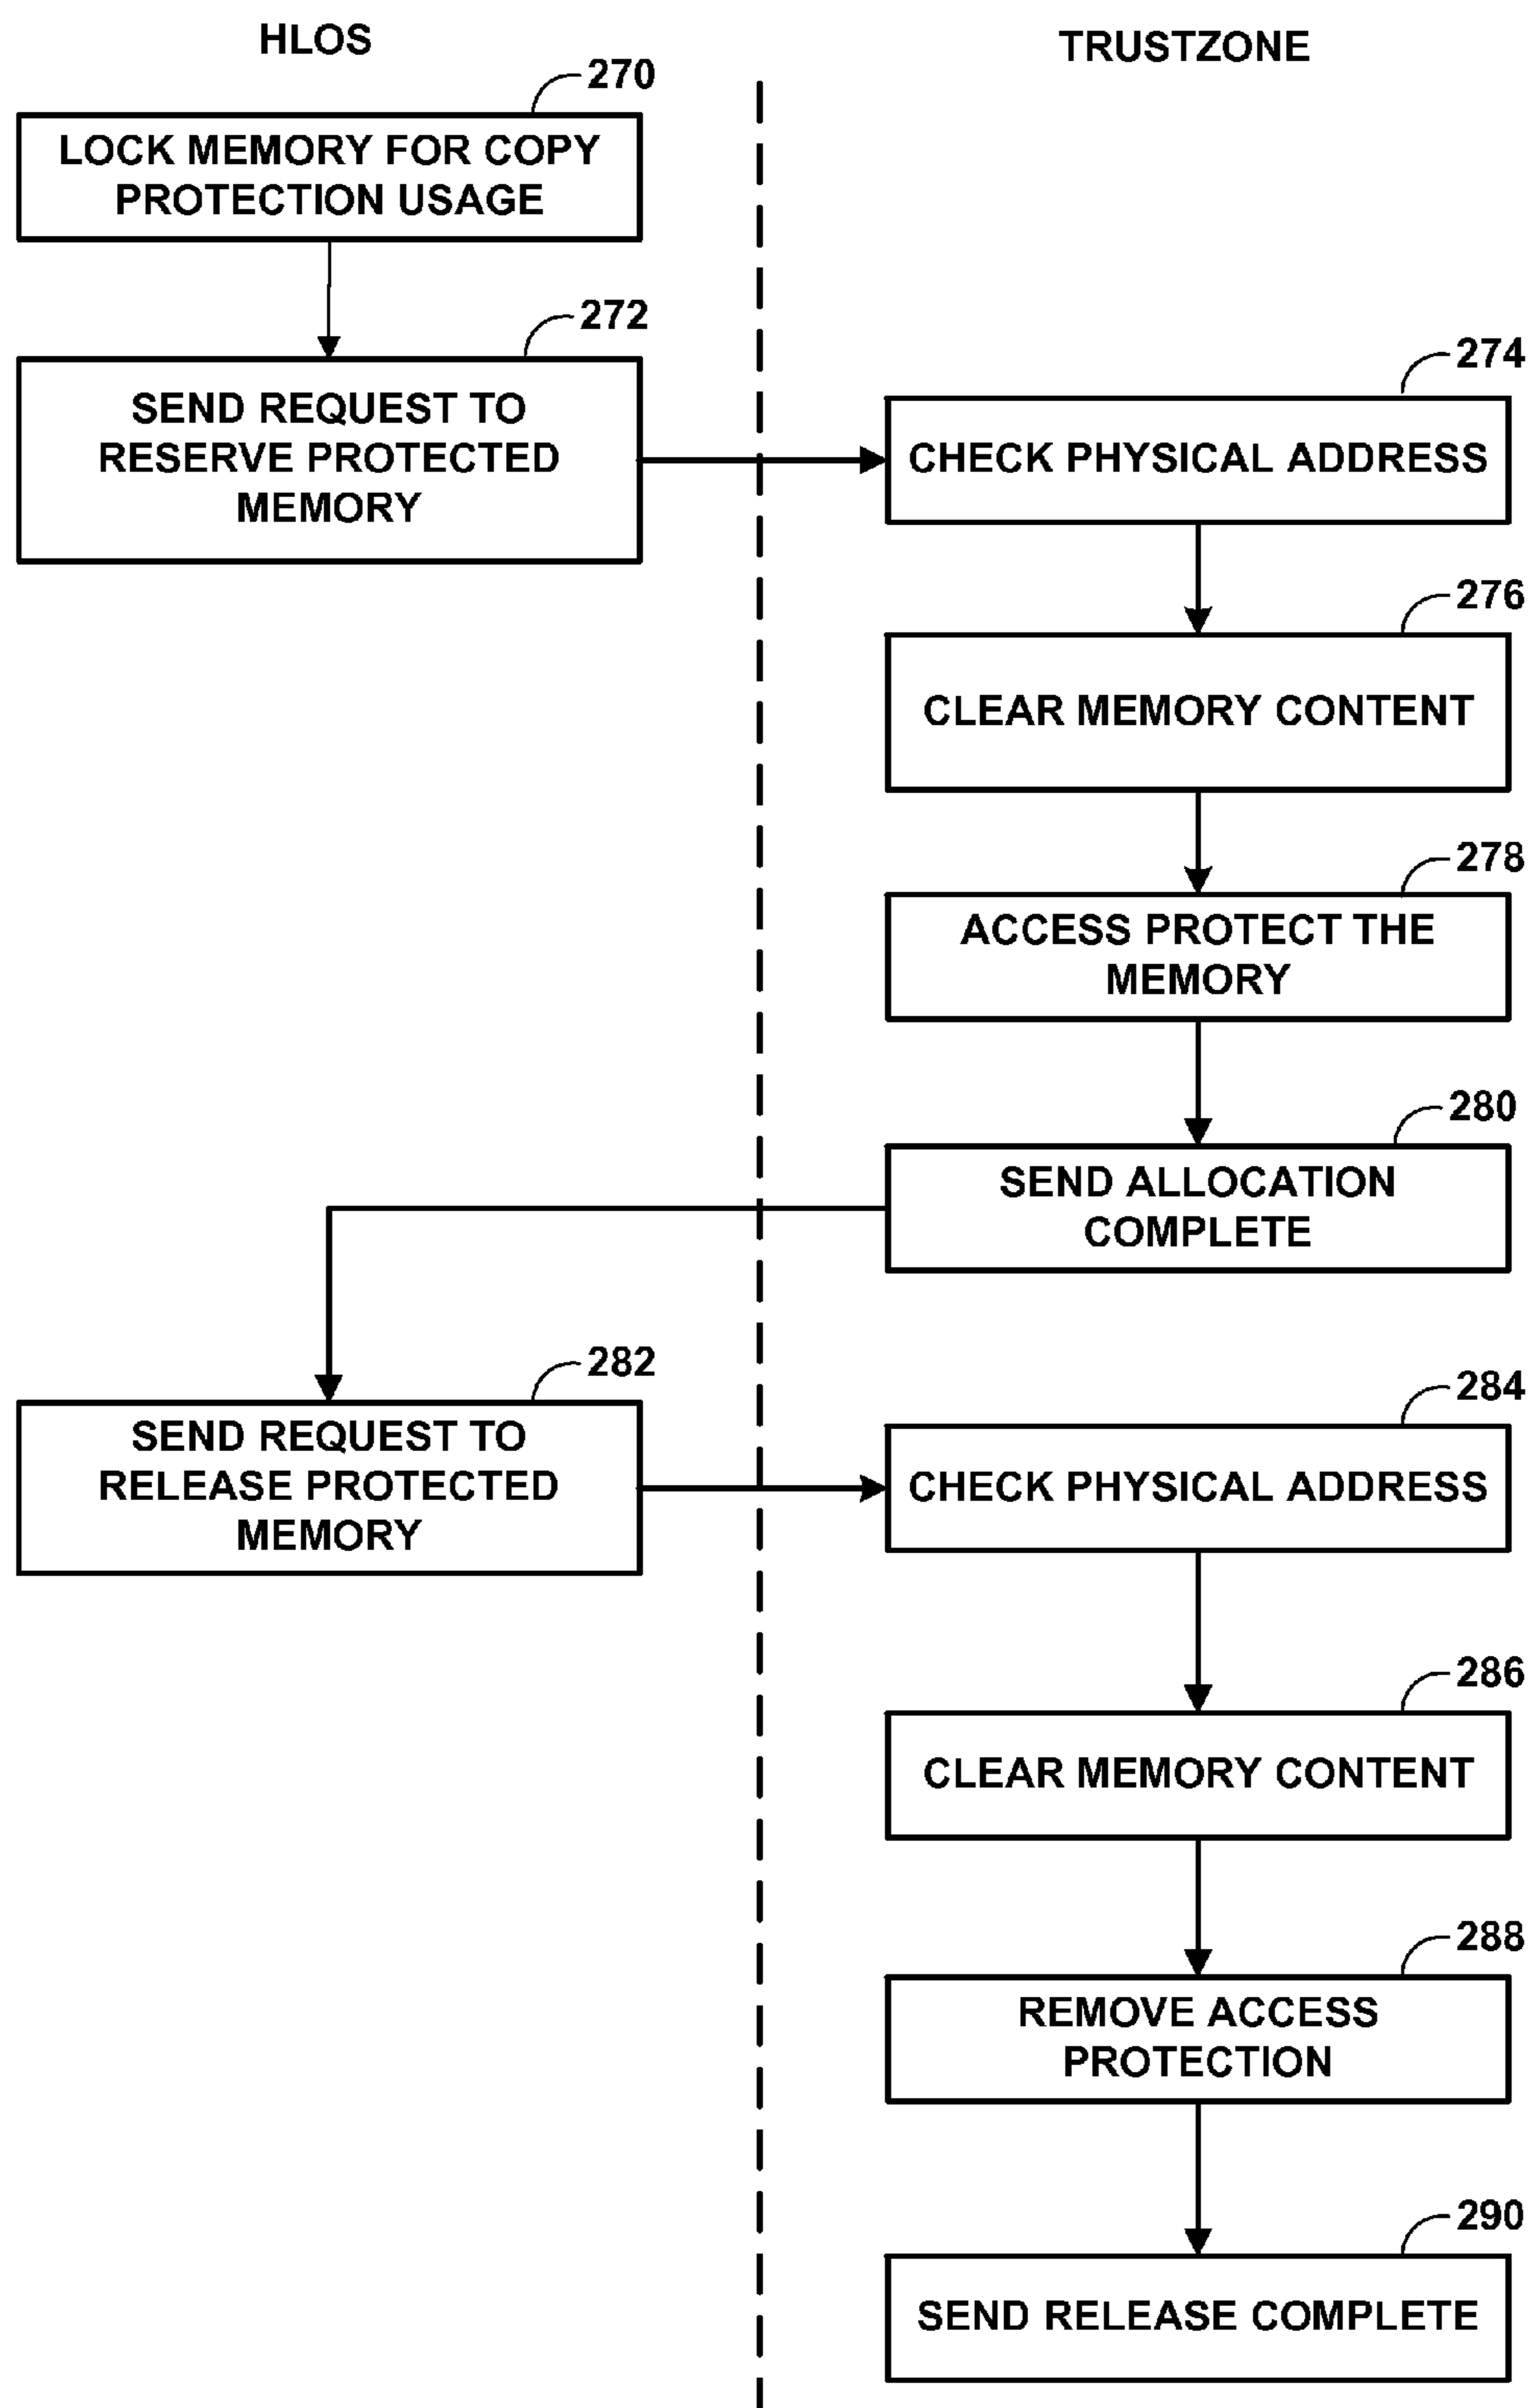 HLOS
TRUSTZONE
270
LOCK MEMORY FOR COPY
PROTECTION USAGE
272
SEND REQUEST TO
RESERVE PROTECTED
MEMORY
274
CHECK PHYSICAL ADDRESS
276
CLEAR MEMORY CONTENT
278
ACCESS PROTECT THE
MEMORY
280
SEND ALLOCATION
COMPLETE
282
SEND REQUEST TO
RELEASE PROTECTED
MEMORY
284
CHECK PHYSICAL ADDRESS
286
CLEAR MEMORY CONTENT
288
REMOVE ACCESS
PROTECTION
290
SEND RELEASE COMPLETE